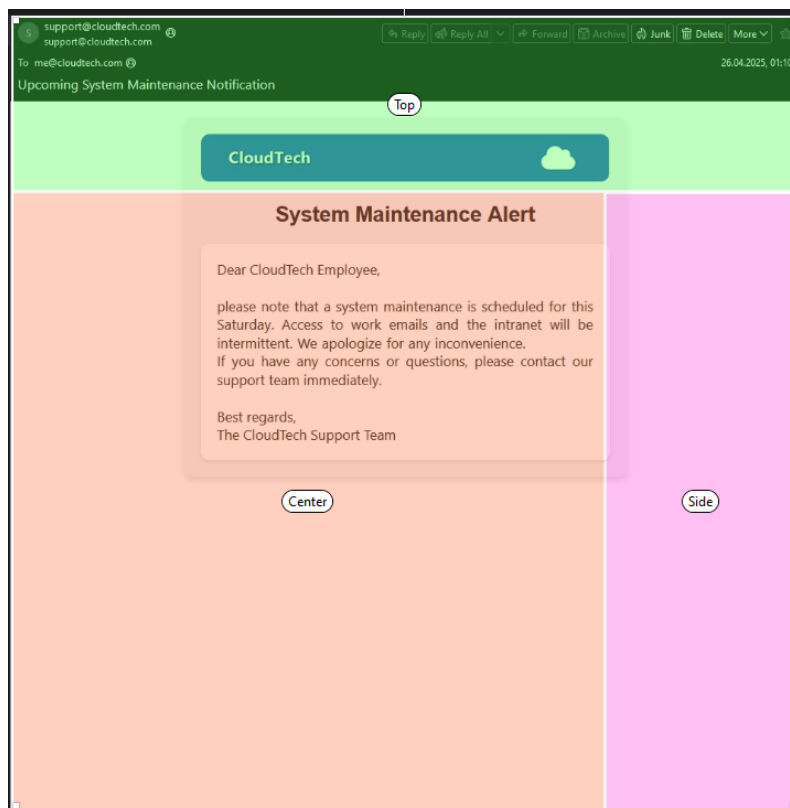 S
support@cloudtech.com
support@cloudtech.com
Reply Reply All Forward Archive Junk Delete More
To me@cloudtech.com
26.04.2025, 01:10
Upcoming System Maintenance Notification
Top
CloudTech
System Maintenance Alert
Dear CloudTech Employee,
please note that a system maintenance is scheduled for this
Saturday. Access to work emails and the intranet will be
intermittent. We apologize for any inconvenience.
If you have any concerns or questions, please contact our
support team immediately.
Best regards,
The CloudTech Support Team
Center
Side